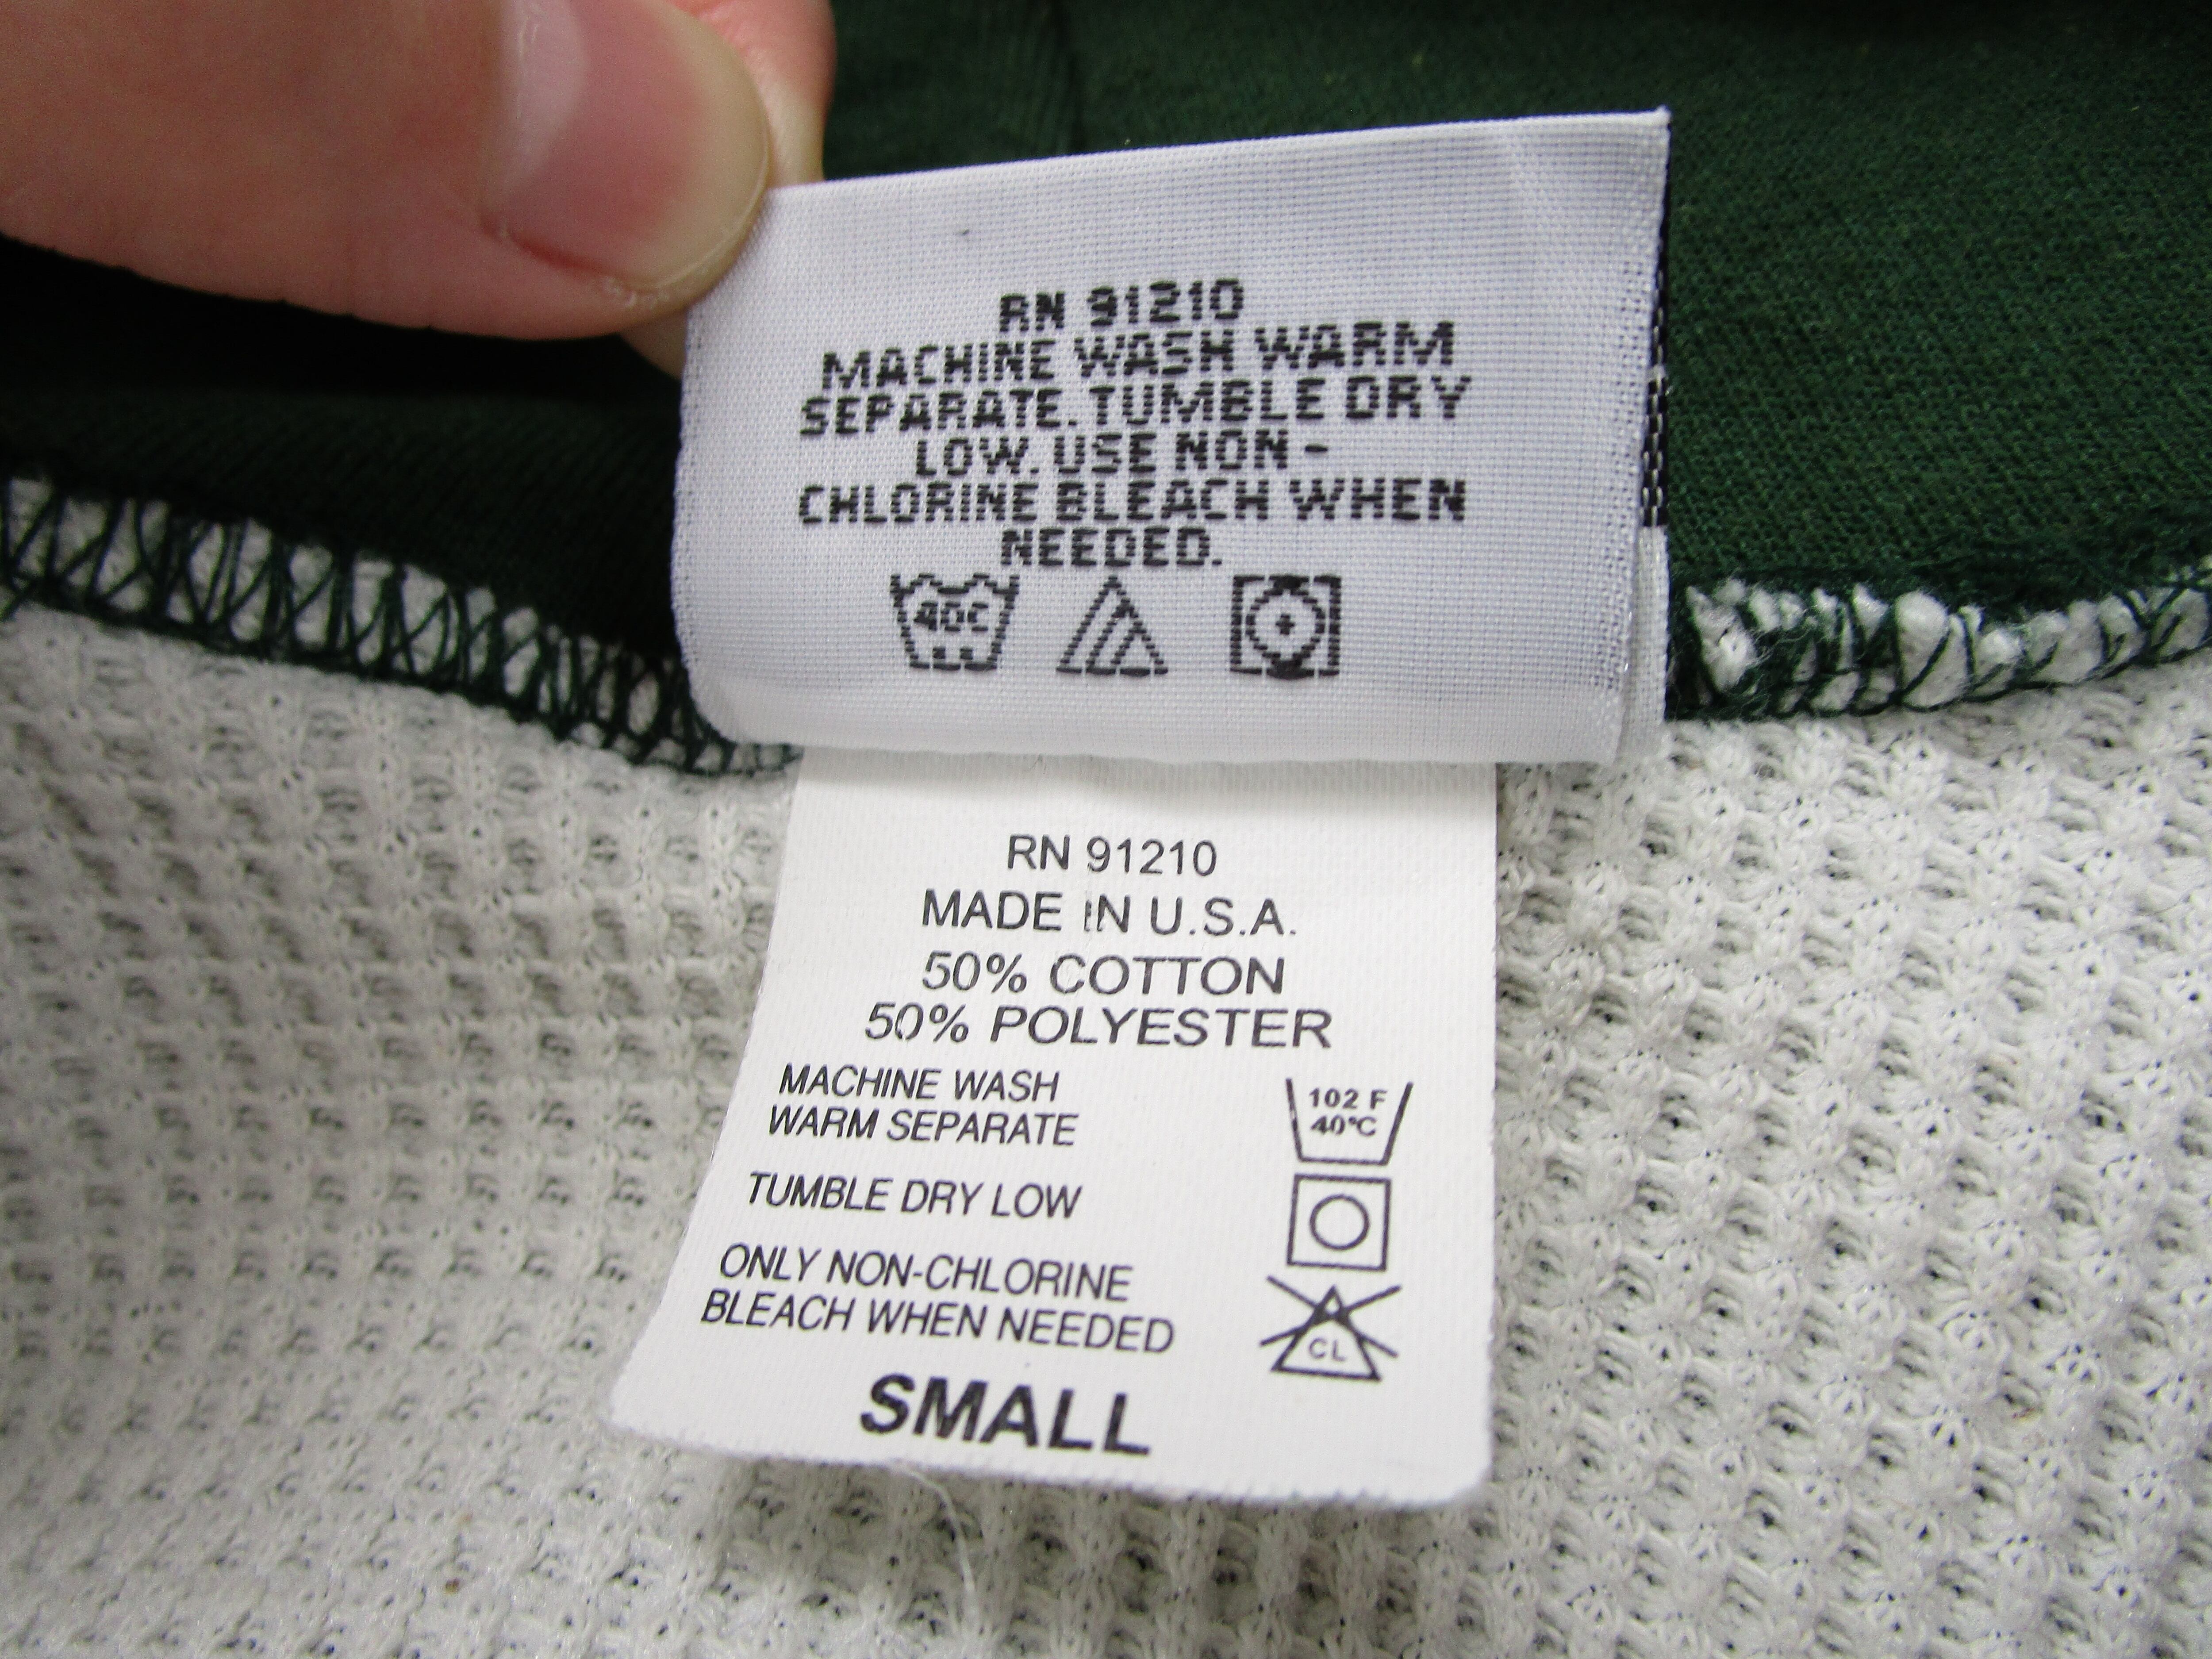 RN 91210
MACHINE WASH WARM
SEPARATE. TUMBLE DRY
LOW. USE NON-
CHLORINE BLEACH WHEN
NEEDED.
40C
RN 91210
MADE IN U.S.A.
50% COTTON
50% POLYESTER
MACHINE WASH
WARM SEPARATE
102 F
40°C
TUMBLE DRY LOW
ONLY NON-CHLORINE
BLEACH WHEN NEEDED
CL
SMALL